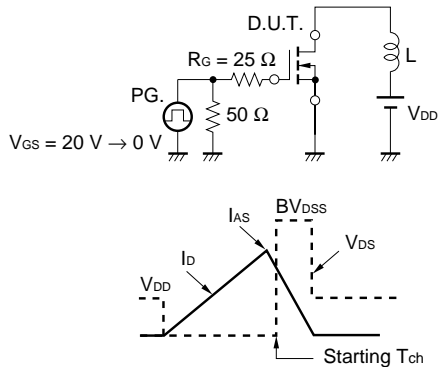 D.U.T.
RG = 25 Ω
L
PG.
50 Ω
VDD
VGS = 20 V → 0 V
IAS
BVDSS
ID
VDS
VDD
Starting Tch